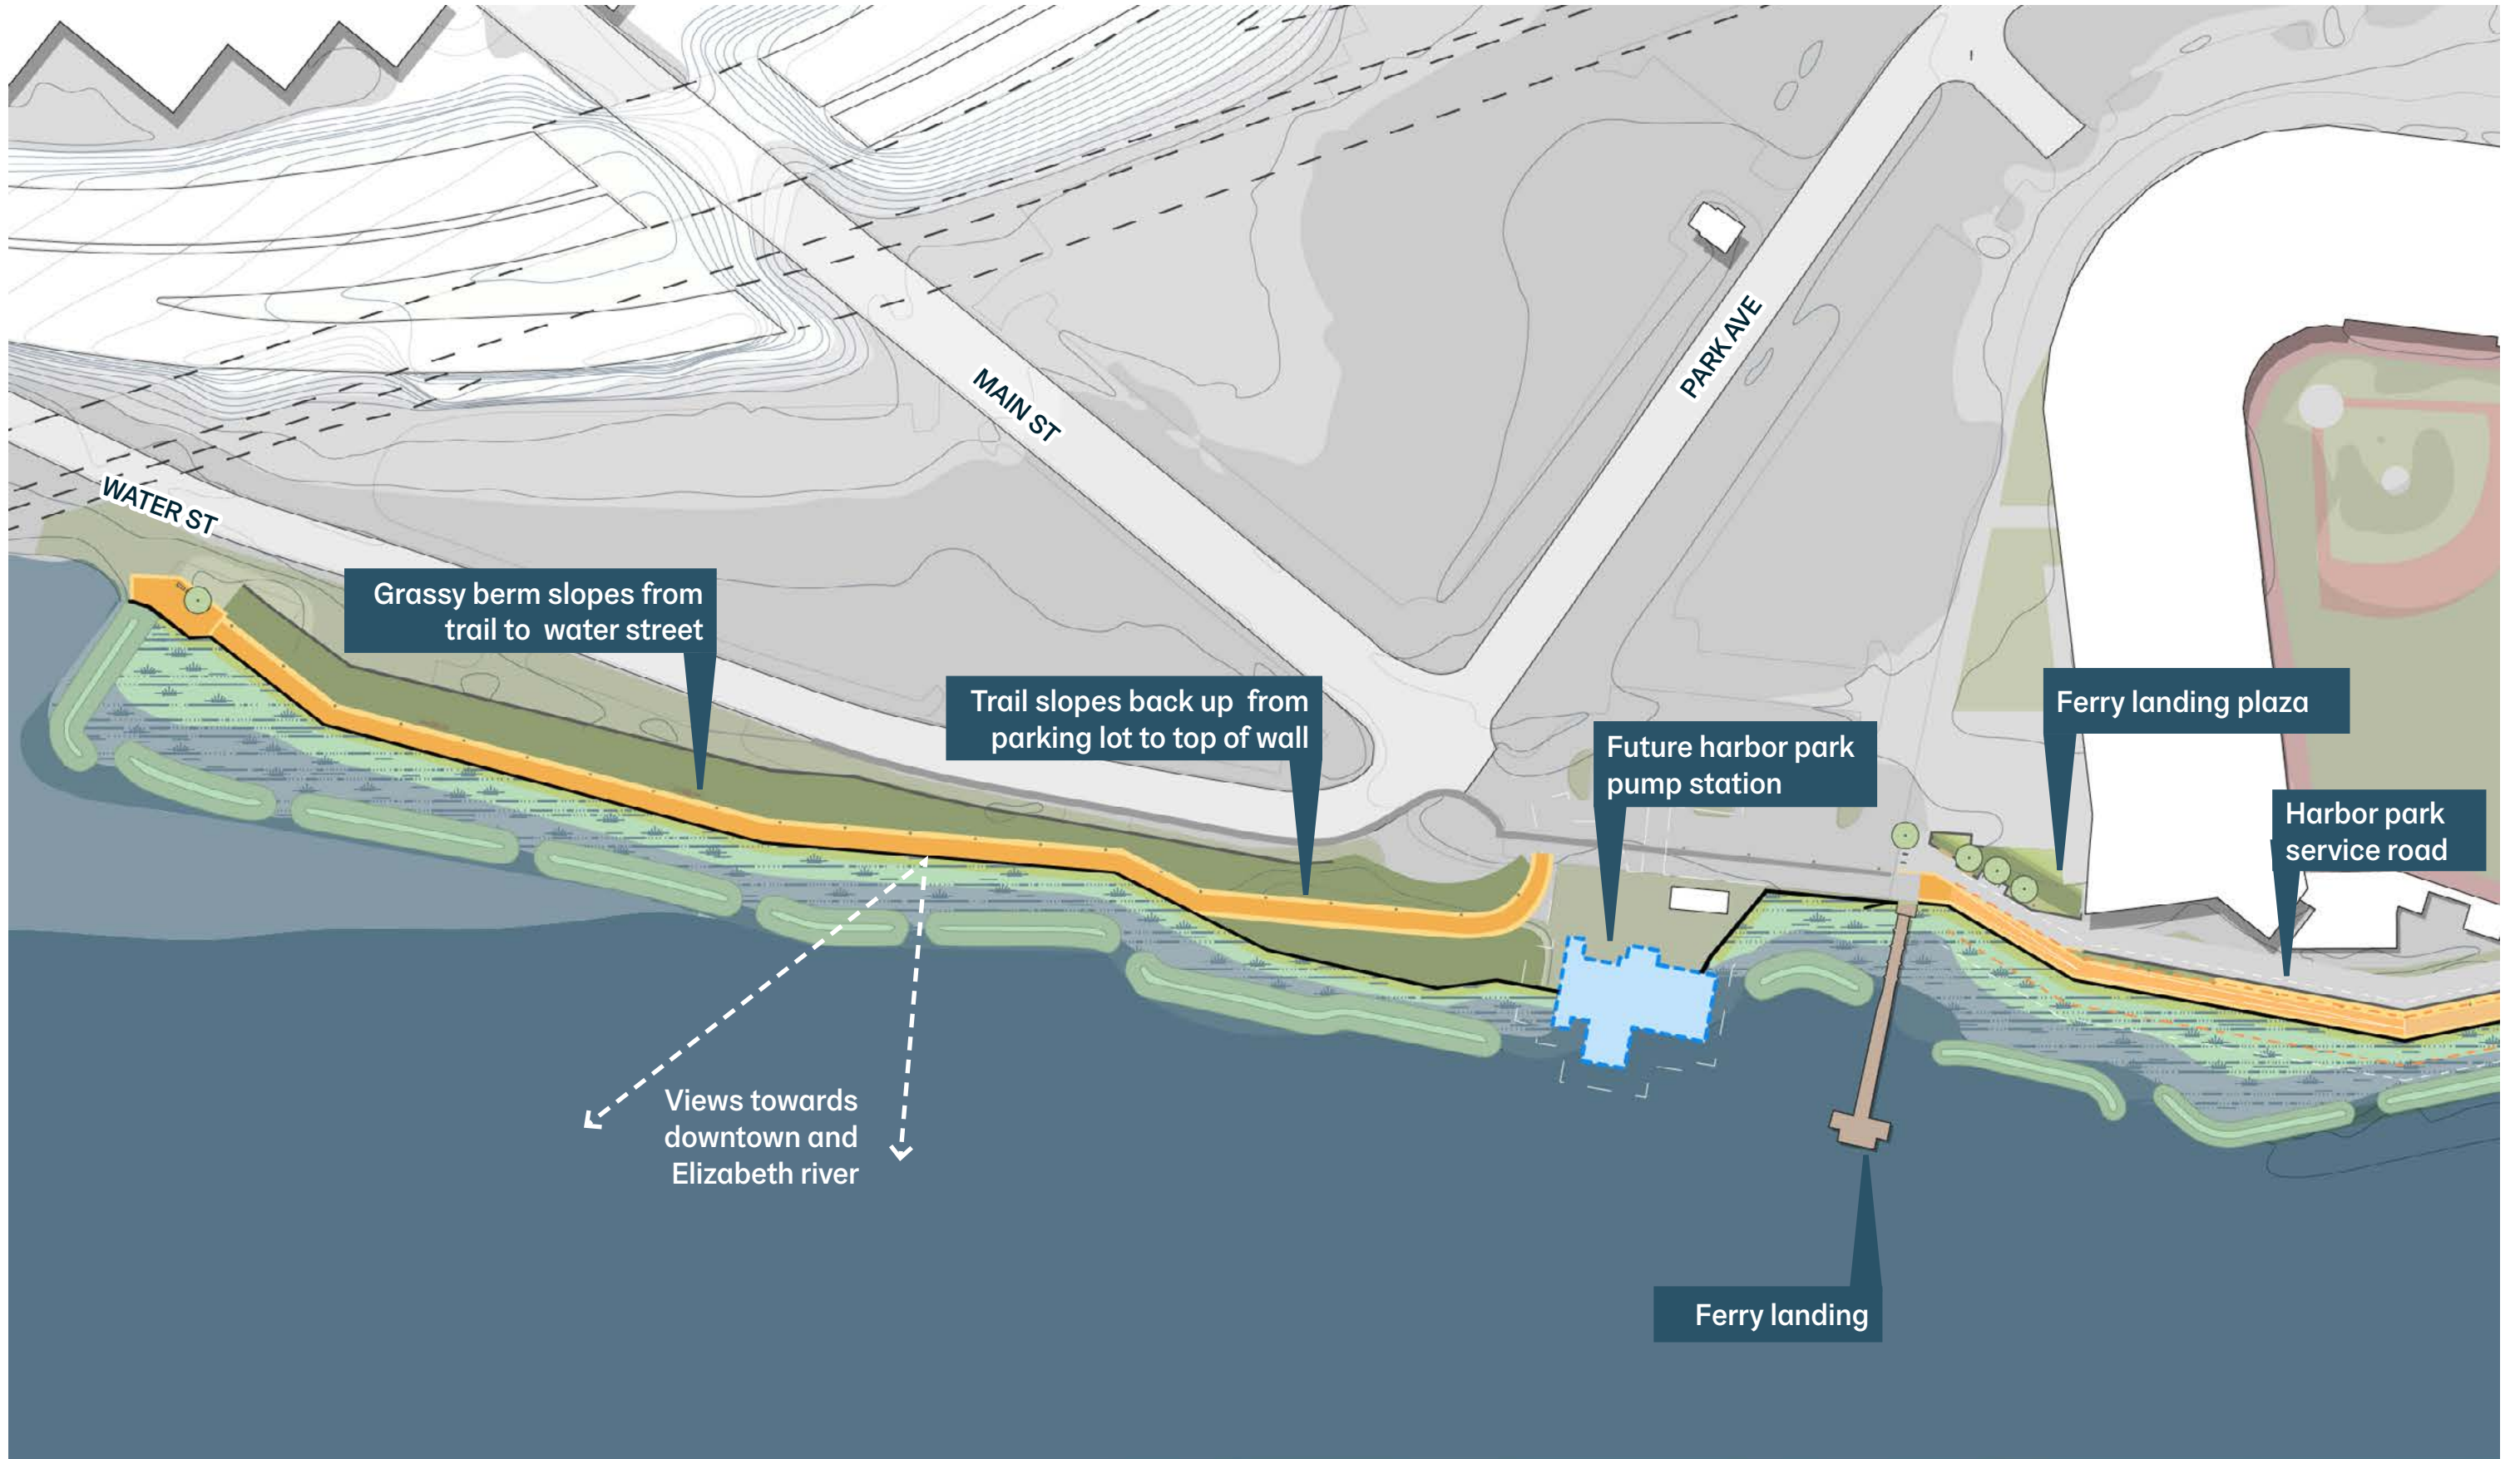 PARK AVE
MAIN ST
WATER ST
Grassy berm slopes from
trail to water street
Trail slopes back up from
parking lot to top of wall
Ferry landing plaza
Future harbor park
pump station
Harbor park
service road
Views towards
downtown and
Elizabeth river
Ferry landing